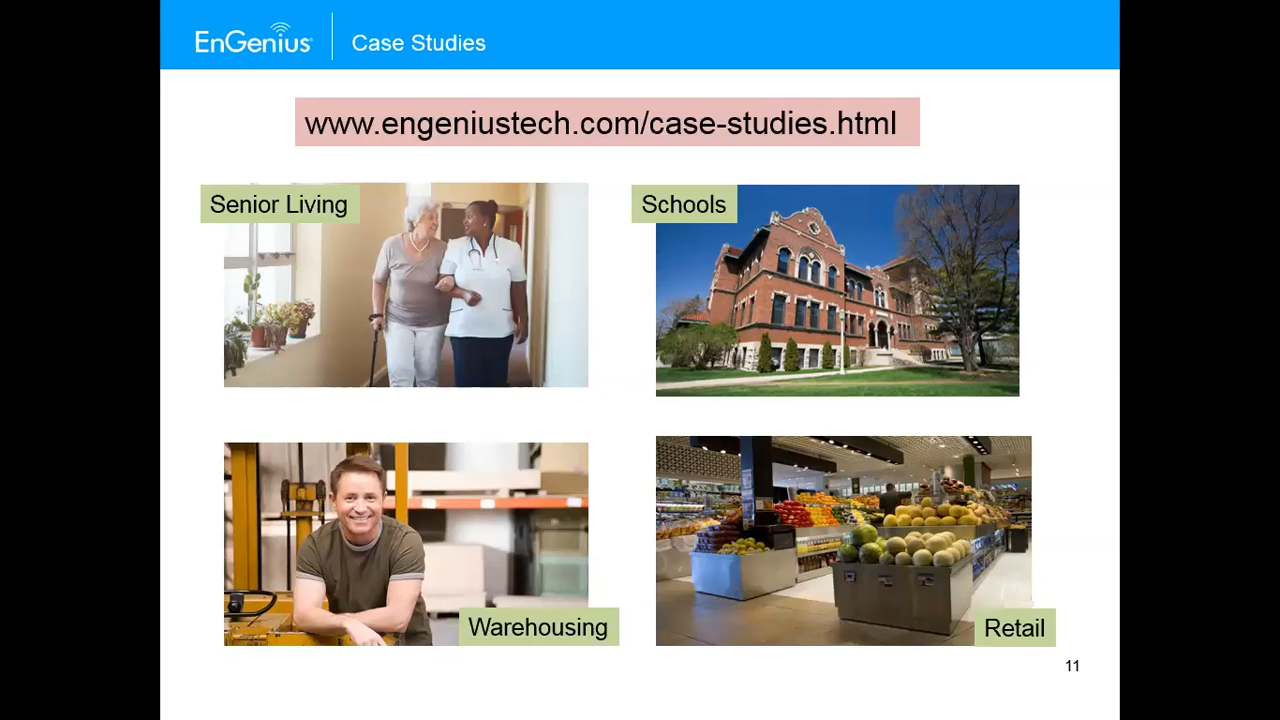 EnGenius
Case Studies
www.engeniustech.com/case-studies.html
Senior Living
Schools
Warehousing
Retail
11